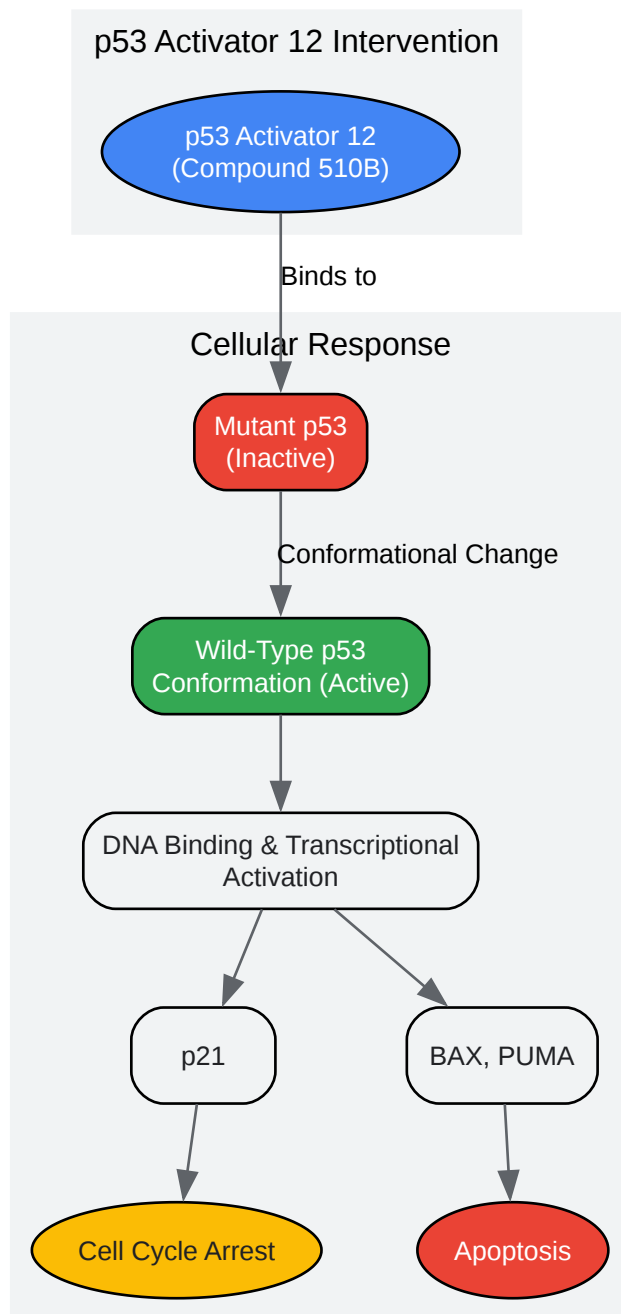 p53 Activator 12 Intervention
p53 Activator 12
(Compound 510B)
Binds to
Cellular Response
Mutant p53
(Inactive)
Conformational Change
Wild-Type p53
Conformation (Active)
DNA Binding & Transcriptional
Activation
p21
BAX, PUMA
Cell Cycle Arrest
Apoptosis